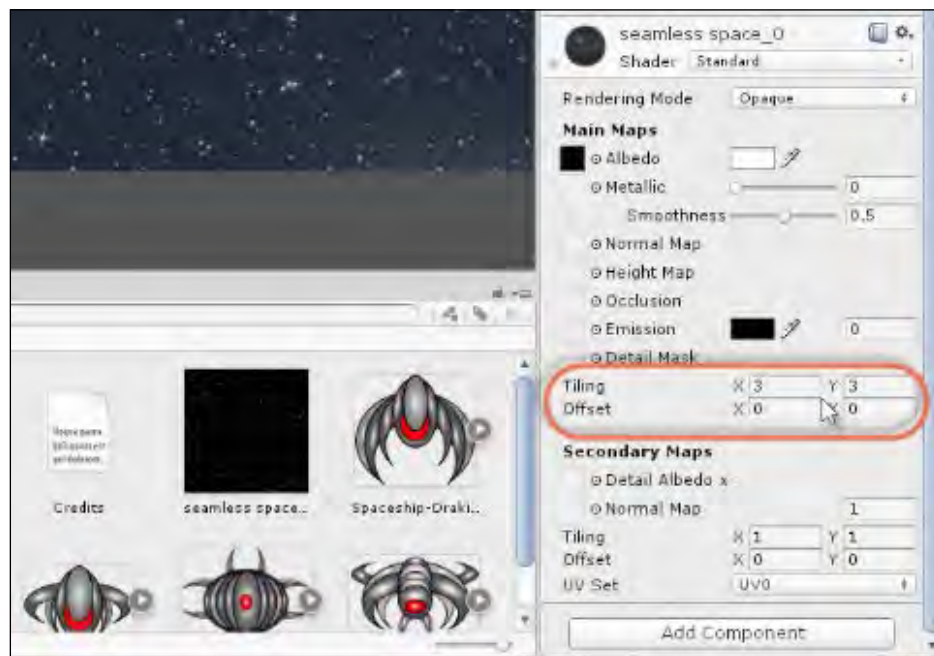 seamless space_0
Shader Standard
Rendering Mode Opaque
Main Maps
Albedo
Metallic 0
Smoothness 0.5
Normal Map
Height Map
Occlusion
Emission 0
Detail Mask
Tiling X 3 Y 3
Offset X 0 Y 0
Secondary Maps
Detail Albedo x
Normal Map 1
Tiling X 1 Y 1
Offset X 0 Y 0
UV Set UV0
Add Component
Credits
seamless space...
Spaceship-Draki...